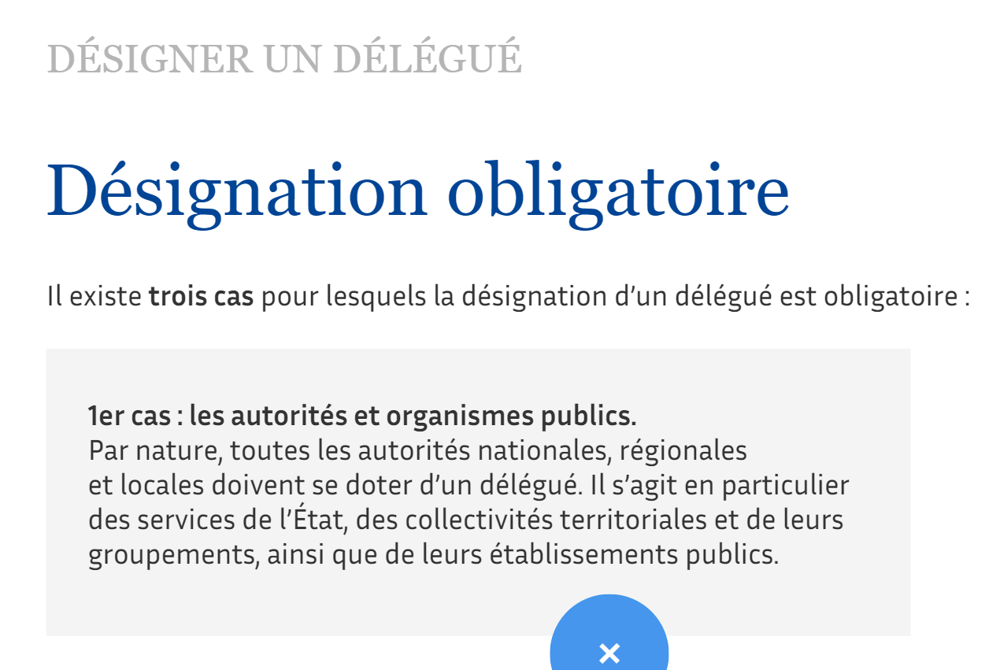 DÉSIGNER UN DÉLÉGUÉ
Désignation obligatoire
Il existe trois cas pour lesquels la désignation d’un délégué est obligatoire :
1er cas : les autorités et organismes publics.
Par nature, toutes les autorités nationales, régionales
et locales doivent se doter d’un délégué. Il s’agit en particulier
des services de l’État, des collectivités territoriales et de leurs
groupements, ainsi que de leurs établissements publics.